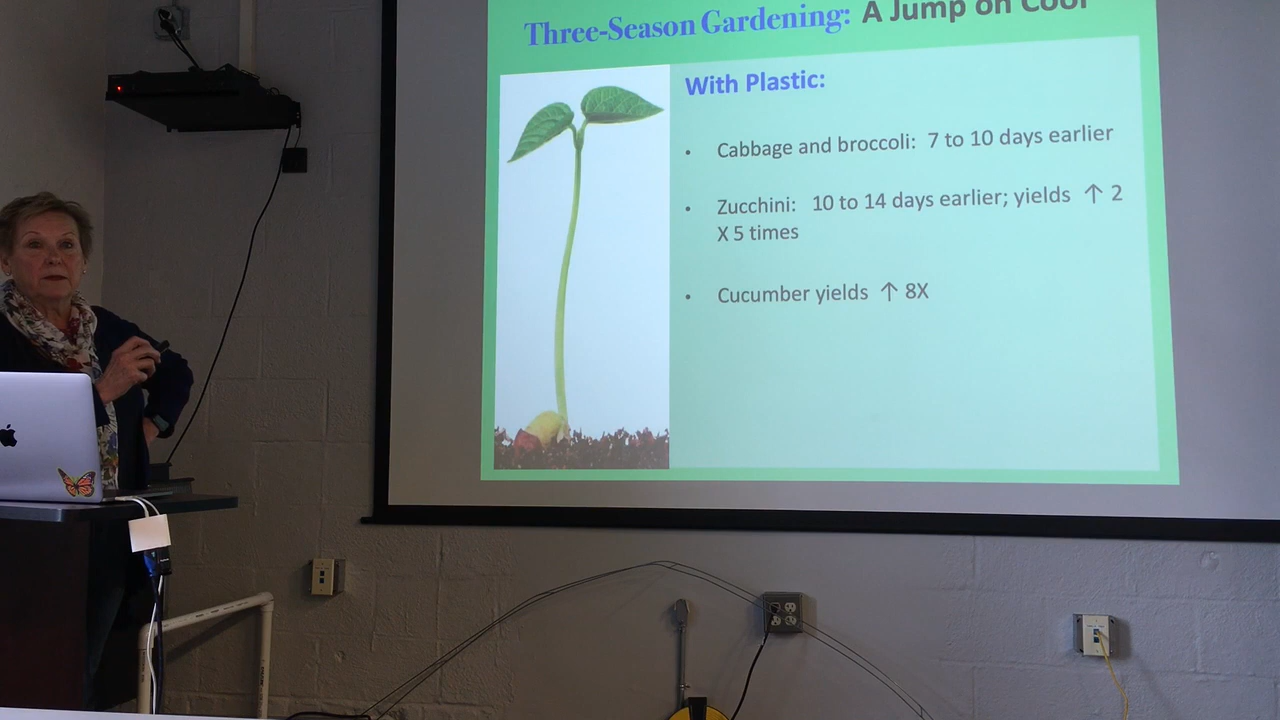 Three-Season Gardening: A Jump on Cool
With Plastic:
• Cabbage and broccoli: 7 to 10 days earlier
• Zucchini: 10 to 14 days earlier; yields ↑ 2
X 5 times
• Cucumber yields ↑ 8X